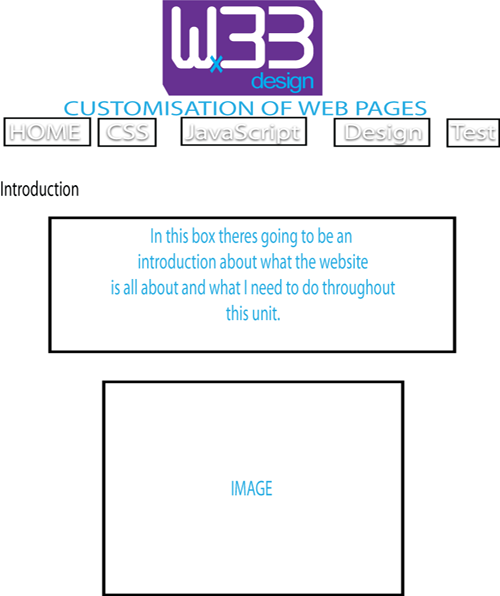 Wx33
design
CUSTOMISATION OF WEB PAGES
HOME CSS JavaScript Design Test
Introduction
In this box theres going to be an
introduction about what the website
is all about and what I need to do throughout
this unit.
IMAGE